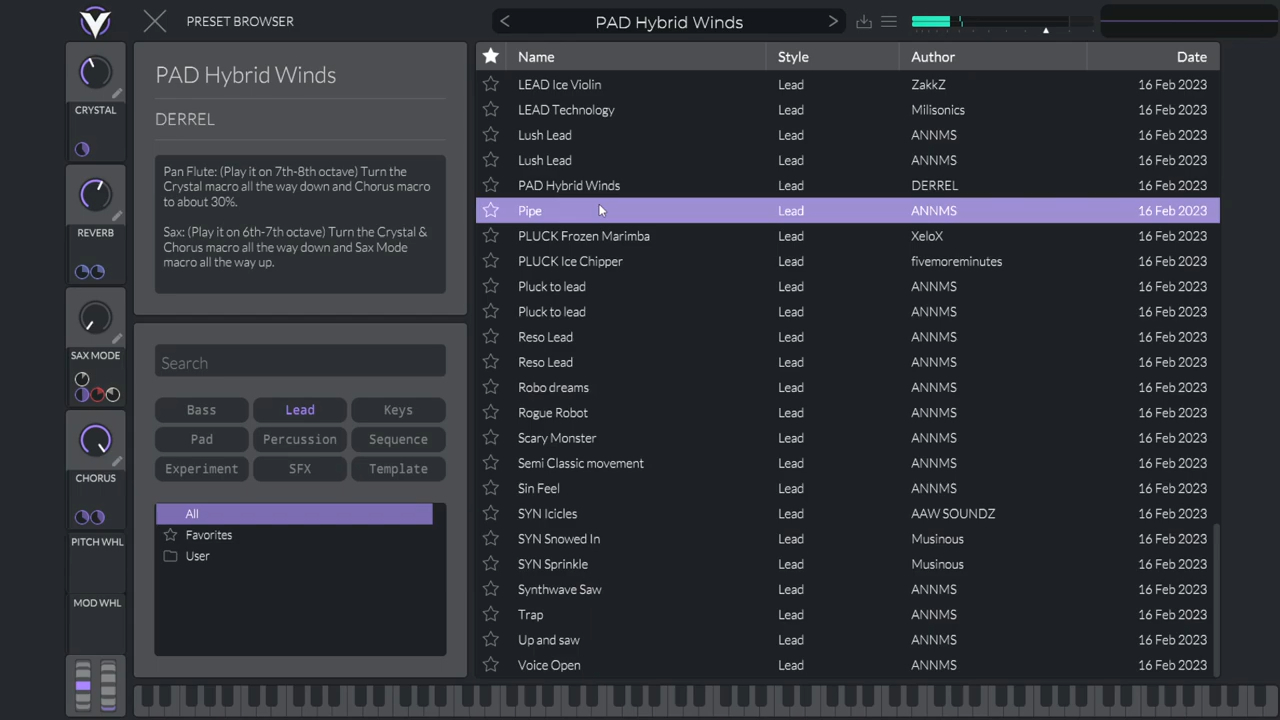 PRESET BROWSER
PAD Hybrid Winds
CRYSTAL
REVERB
SAX MODE
CHORUS
PITCH WHL
MOD WHL
PAD Hybrid Winds
DERREL
Pan Flute: (Play it on 7th-8th octave) Turn the
Crystal macro all the way down and Chorus macro
to about 30%.
Sax: (Play it on 6th-7th octave) Turn the Crystal &
Chorus macro all the way down and Sax Mode
macro all the way up.
Search
Bass Lead Keys
Pad Percussion Sequence
Experiment SFX Template
All
Favorites
User
Name Style Author Date
LEAD Ice Violin Lead ZakkZ 16 Feb 2023
LEAD Technology Lead Milisonics 16 Feb 2023
Lush Lead Lead ANNMS 16 Feb 2023
Lush Lead Lead ANNMS 16 Feb 2023
PAD Hybrid Winds Lead DERREL 16 Feb 2023
Pipe Lead ANNMS 16 Feb 2023
PLUCK Frozen Marimba Lead XeloX 16 Feb 2023
PLUCK Ice Chipper Lead fivemoreminutes 16 Feb 2023
Pluck to lead Lead ANNMS 16 Feb 2023
Pluck to lead Lead ANNMS 16 Feb 2023
Reso Lead Lead ANNMS 16 Feb 2023
Reso Lead Lead ANNMS 16 Feb 2023
Robo dreams Lead ANNMS 16 Feb 2023
Rogue Robot Lead ANNMS 16 Feb 2023
Scary Monster Lead ANNMS 16 Feb 2023
Semi Classic movement Lead ANNMS 16 Feb 2023
Sin Feel Lead ANNMS 16 Feb 2023
SYN Icicles Lead AAW SOUNDZ 16 Feb 2023
SYN Snowed In Lead Musinous 16 Feb 2023
SYN Sprinkle Lead Musinous 16 Feb 2023
Synthwave Saw Lead ANNMS 16 Feb 2023
Trap Lead ANNMS 16 Feb 2023
Up and saw Lead ANNMS 16 Feb 2023
Voice Open Lead ANNMS 16 Feb 2023